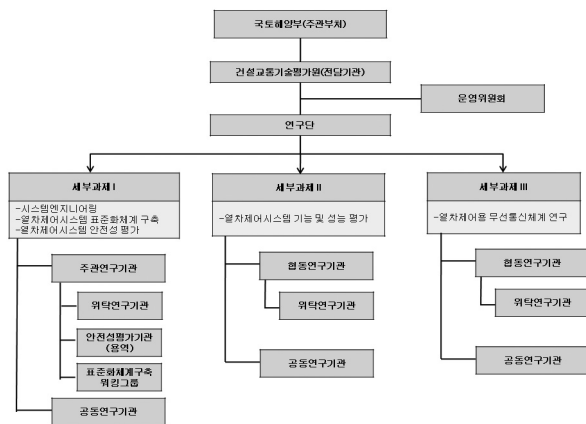 국토해양부(주관부처)
건설교통기술평가원(전담기관)
운영위원회
연구단
세부과제 I
-시스템엔지니어링
-열차제어시스템 표준화체계 구축
-열차제어시스템 안전성 평가
주관연구기관
위탁연구기관
안전성평가기관
(용역)
표준화체계구축
워킹그룹
공동연구기관
세부과제 II
-열차제어시스템 기능 및 성능 평가
협동연구기관
위탁연구기관
공동연구기관
세부과제 III
-열차제어용 무선통신체계 연구
협동연구기관
위탁연구기관
공동연구기관